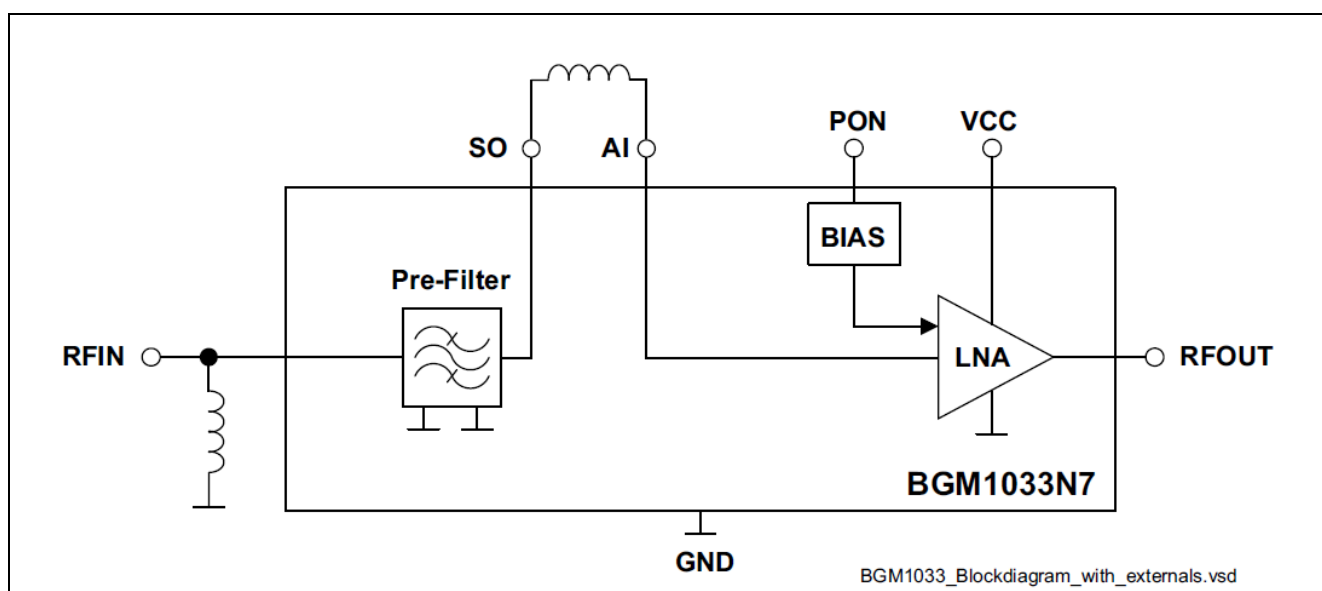 PON
VCC
SO
AI
BIAS
Pre-Filter
RFIN
LNA
RFOUT
BGM1033N7
GND
BGM1033_Blockdiagram_with_externals.vsd